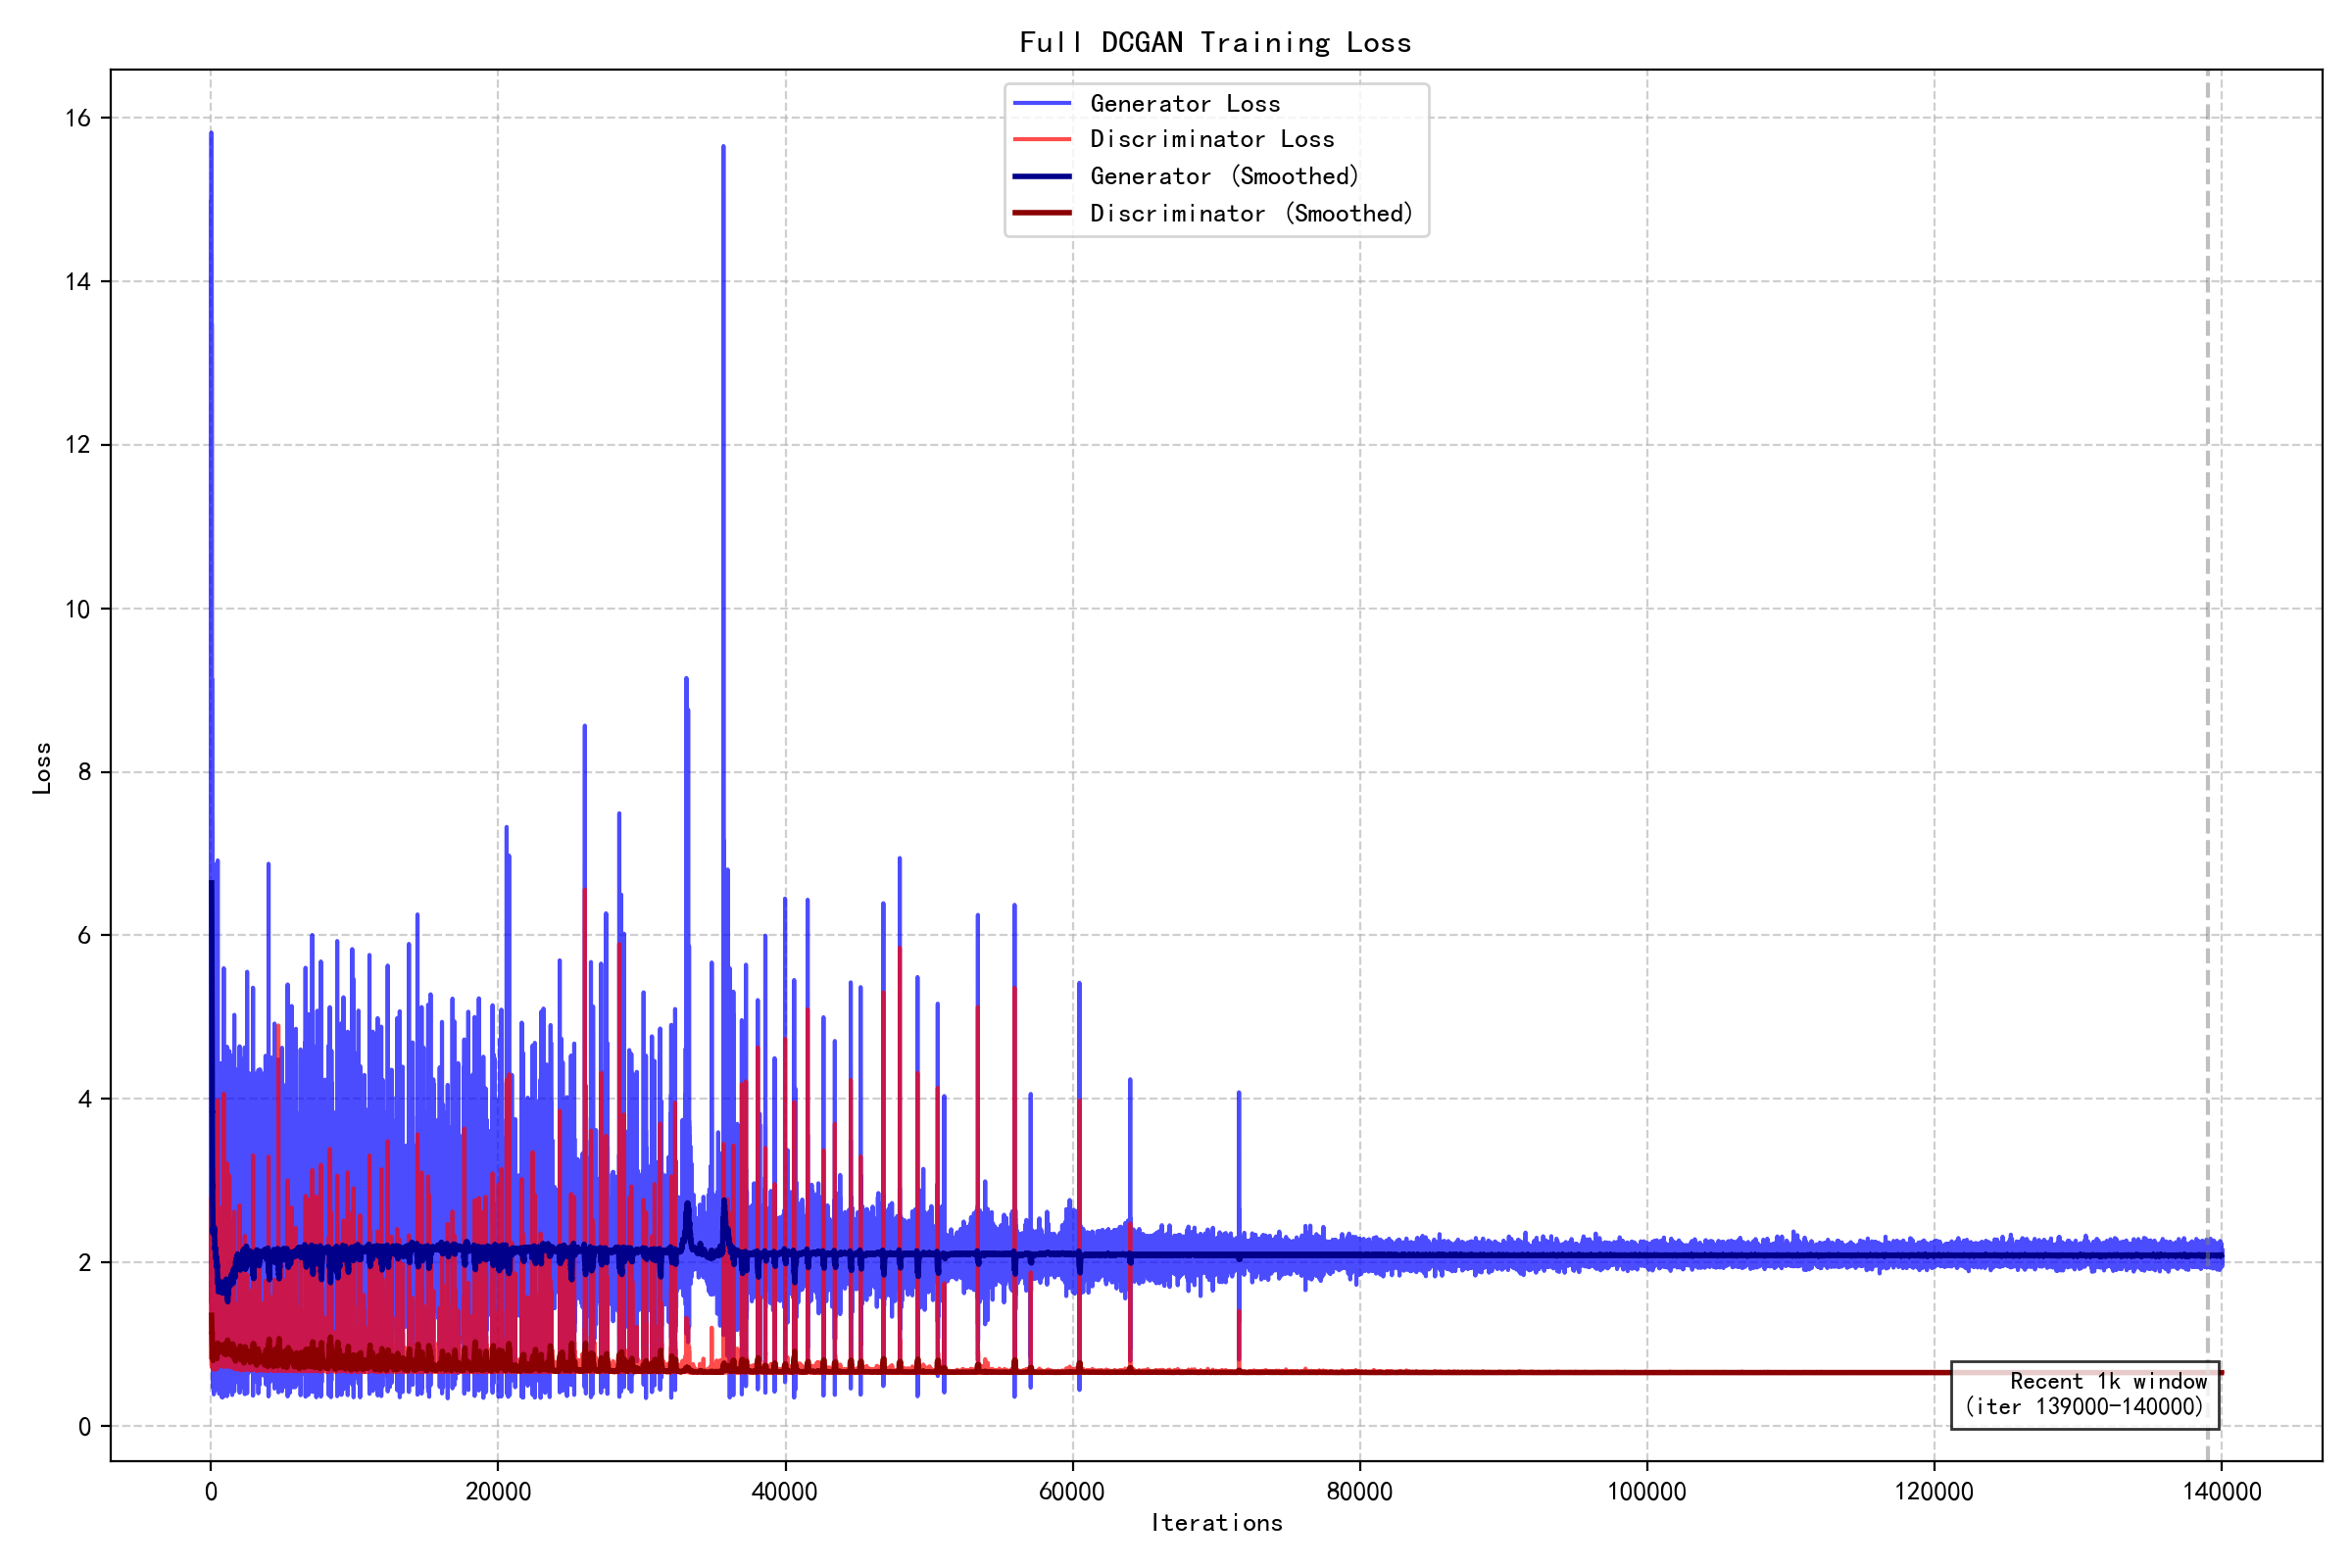 Full DCGAN Training Loss
Generator Loss
Discriminator Loss
Generator (Smoothed)
Discriminator (Smoothed)
16
14
12
10
8
6
4
2
0
Loss
Recent 1k window
(iter 139000-140000)
0
20000
40000
60000
80000
100000
120000
140000
Iterations